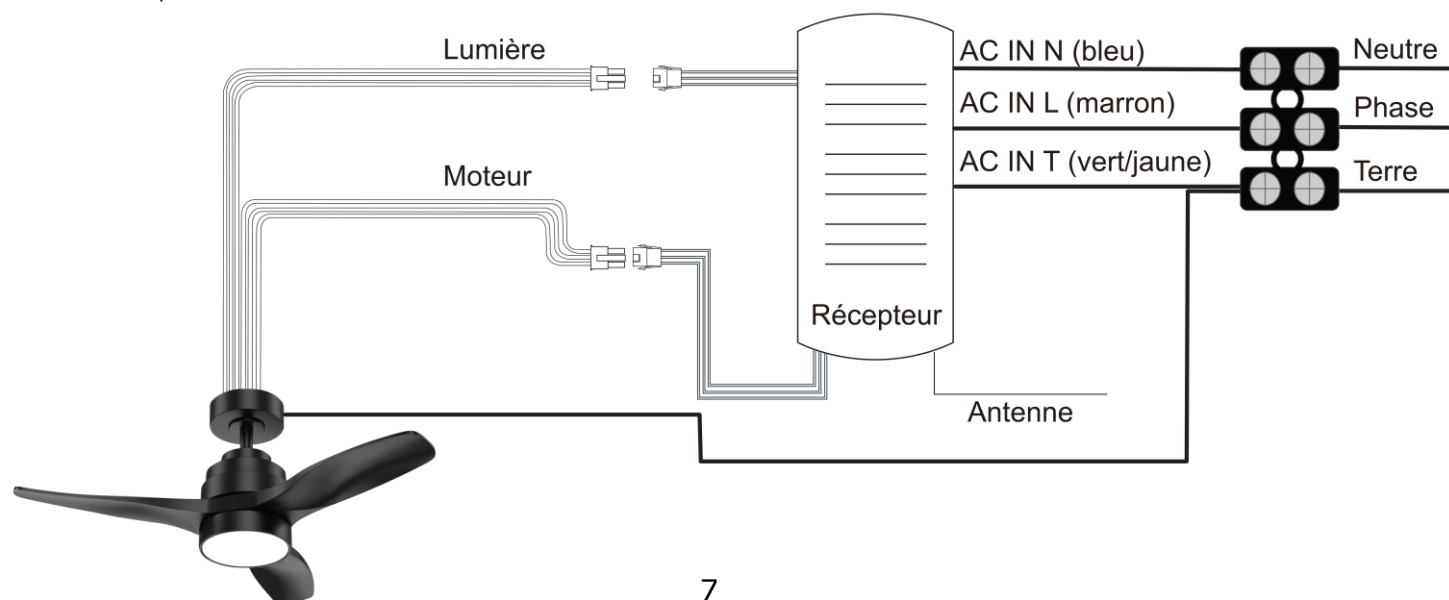 Lumière
AC IN N (bleu)
Neutre
AC IN L (marron)
Phase
AC IN T (vert/jaune)
Terre
Moteur
Récepteur
Antenne
7